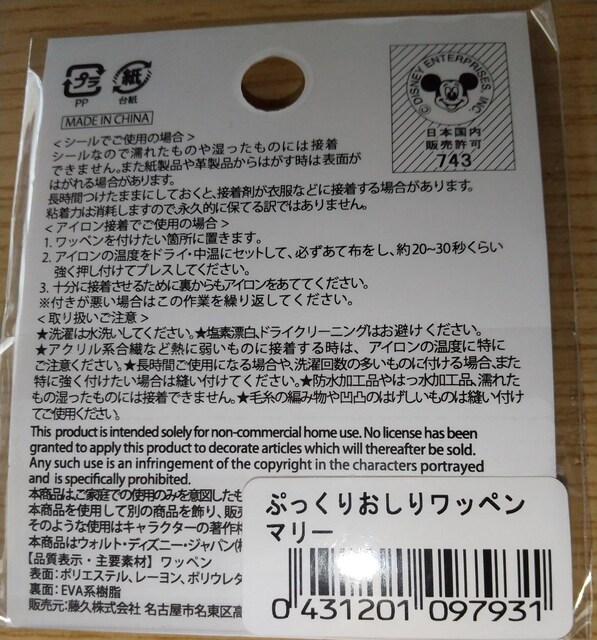 プラ
PP
紙
台紙
MADE IN CHINA
© DISNEY ENTERPRISES, INC.
日本国内
販売許可
743
<シールでご使用の場合>
シールなので濡れたものや湿ったものには接着
できません。また紙製品や革製品からはがす時は表面が
はがれる場合があります。
長時間つけたままにしておくと、接着剤が衣服などに接着する場合があります。
粘着力は消耗しますので、永久的に保てる訳ではありません。
<アイロン接着でご使用の場合>
1. ワッペンを付けたい箇所に置きます。
2. アイロンの温度をドライ・中温にセットして、必ずあて布をし、約20~30秒くらい
強く押し付けてプレスしてください。
3. 十分に接着させるために裏からもアイロンをあててください。
※付きが悪い場合はこの作業を繰り返してください。
<取り扱いご注意>
★洗濯は水洗いしてください。★塩素漂白、ドライクリーニングはお避けください。
★アクリル系合繊など熱に弱いものに接着する時は、アイロンの温度に特に
ご注意ください。★長時間ご使用になる場合や、洗濯回数の多いものに付ける場合、また
特に強く付けたい場合は縫い付けてください。★防水加工品やはっ水加工品、濡れた
もの湿ったものには接着できません。★毛糸の編み物や凹凸のはげしいものは縫い付け
てご使用ください。
This product is intended solely for non-commercial home use. No license has been
granted to apply this product to decorate articles which will thereafter be sold.
Any such use is an infringement of the copyright in the characters portrayed
and is specifically prohibited.
本商品は、ご家庭での使用のみを意図したも
本商品を使用して別の商品を飾り、販売
そのような使用はキャラクターの著作権
本商品はウォルト・ディズニー・ジャパン(株
【品質表示・主要素材】 ワッペン
表面:ポリエステル、レーヨン、ポリウレタ
裏面:EVA系樹脂
販売元:藤久株式会社 名古屋市名東区高
ぷっくりおしりワッペン
マリー
0 431201 097931